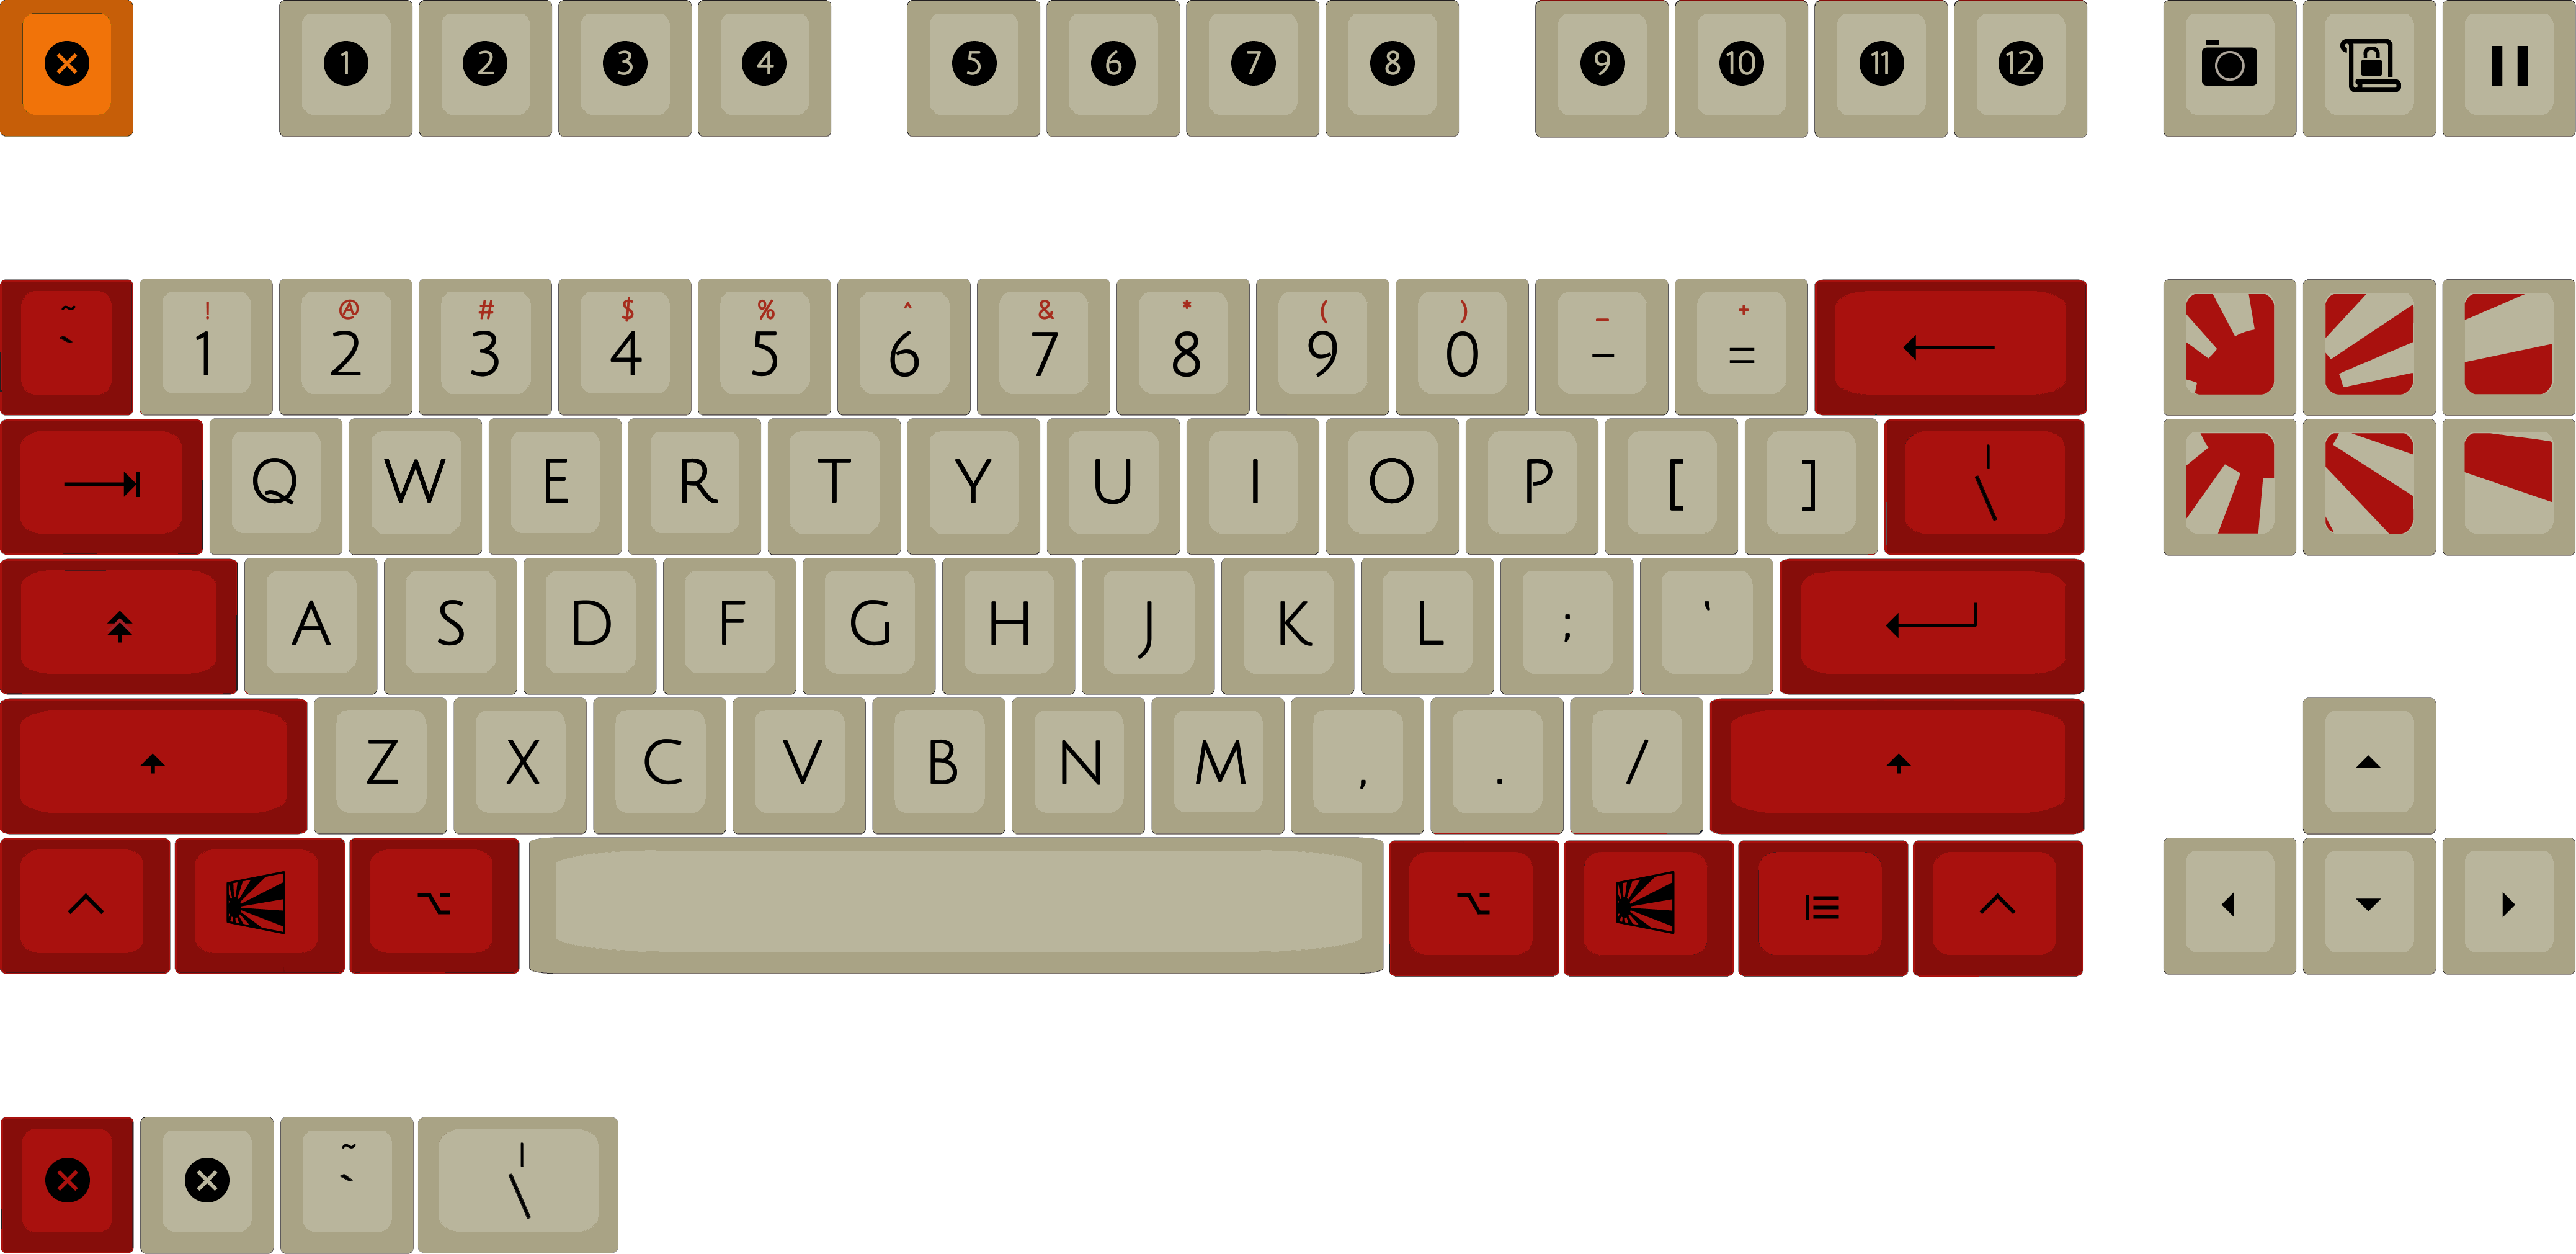 1 2 3 4 5 6 7 8 9 10 11 12
~ ! @ # $ % ^ & * ( ) _ +
` 1 2 3 4 5 6 7 8 9 0 - =
Q W E R T Y U I O P [ ] | \
A S D F G H J K L ; '
Z X C V B N M , . /
~ |
` \